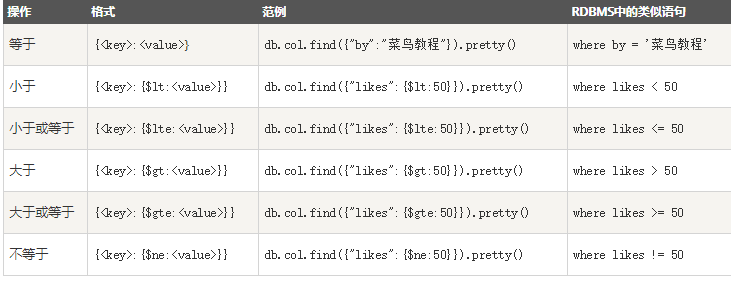 操作 格式 范例 RDBMS中的类似语句
等于 {<key>:<value>} db.col.find({"by":"菜鸟教程"}).pretty() where by = '菜鸟教程'
小于 {<key>:{$lt:<value>}} db.col.find({"likes":{$lt:50}}).pretty() where likes < 50
小于或等于 {<key>:{$lte:<value>}} db.col.find({"likes":{$lte:50}}).pretty() where likes <= 50
大于 {<key>:{$gt:<value>}} db.col.find({"likes":{$gt:50}}).pretty() where likes > 50
大于或等于 {<key>:{$gte:<value>}} db.col.find({"likes":{$gte:50}}).pretty() where likes >= 50
不等于 {<key>:{$ne:<value>}} db.col.find({"likes":{$ne:50}}).pretty() where likes != 50